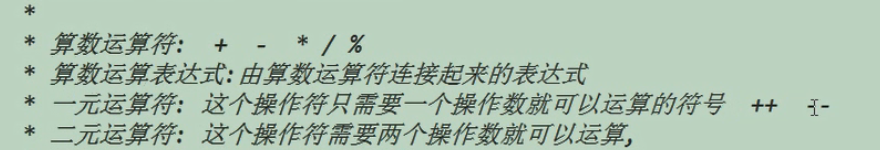 *
* 算数运算符: + - * / %
* 算数运算表达式:由算数运算符连接起来的表达式
* 一元运算符: 这个操作符只需要一个操作数就可以运算的符号 ++ --
* 二元运算符: 这个操作符需要两个操作数就可以运算,